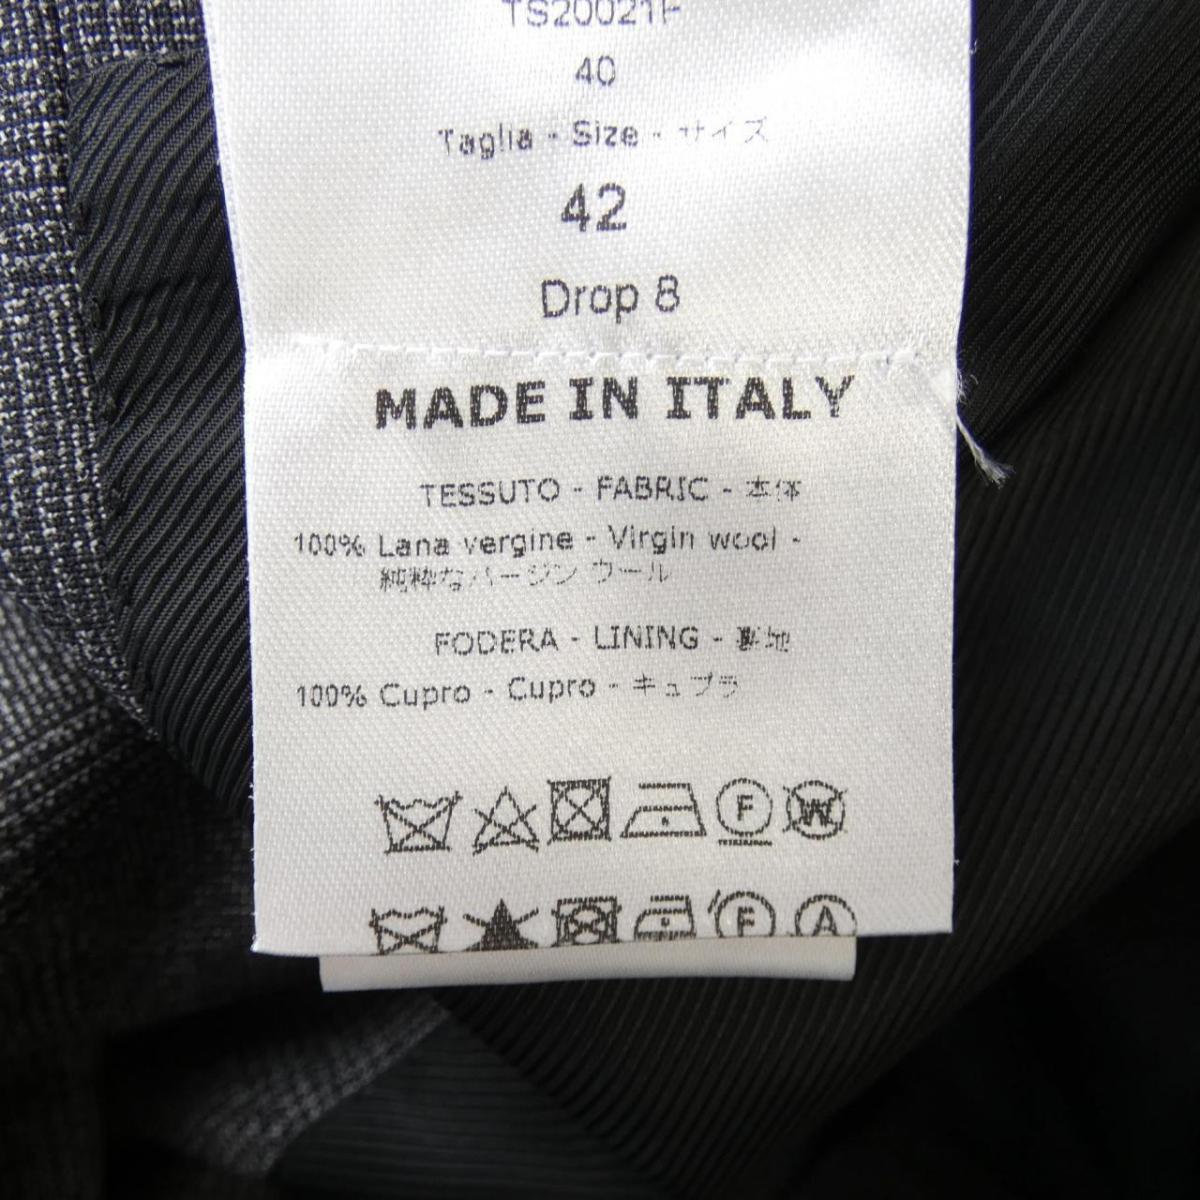 40
Taglia - Size - サイズ
42
Drop 8
MADE IN ITALY
TESSUTO - FABRIC - 本体
100% Lana vergine - Virgin wool -
純粋なバージン ウール
FODERA - LINING - 裏地
100% Cupro - Cupro - キュプラ
F W
F A